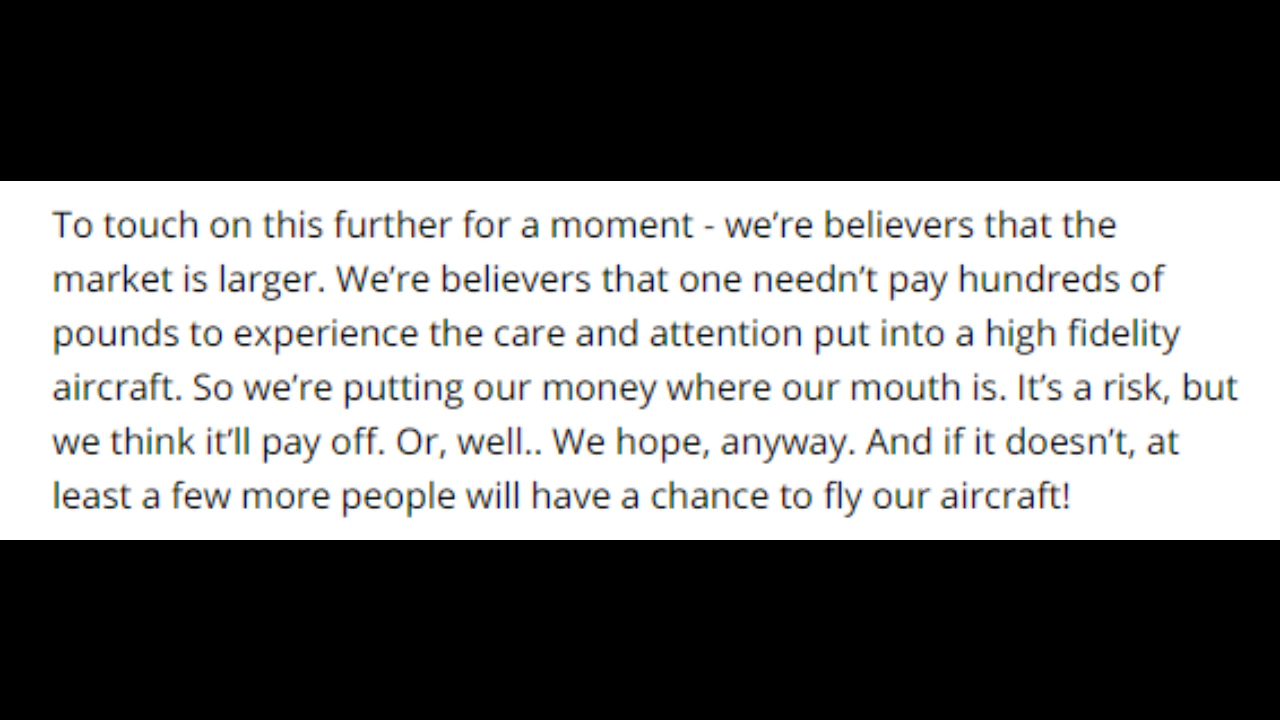 To touch on this further for a moment - we’re believers that the
market is larger. We’re believers that one needn’t pay hundreds of
pounds to experience the care and attention put into a high fidelity
aircraft. So we’re putting our money where our mouth is. It’s a risk, but
we think it’ll pay off. Or, well.. We hope, anyway. And if it doesn’t, at
least a few more people will have a chance to fly our aircraft!